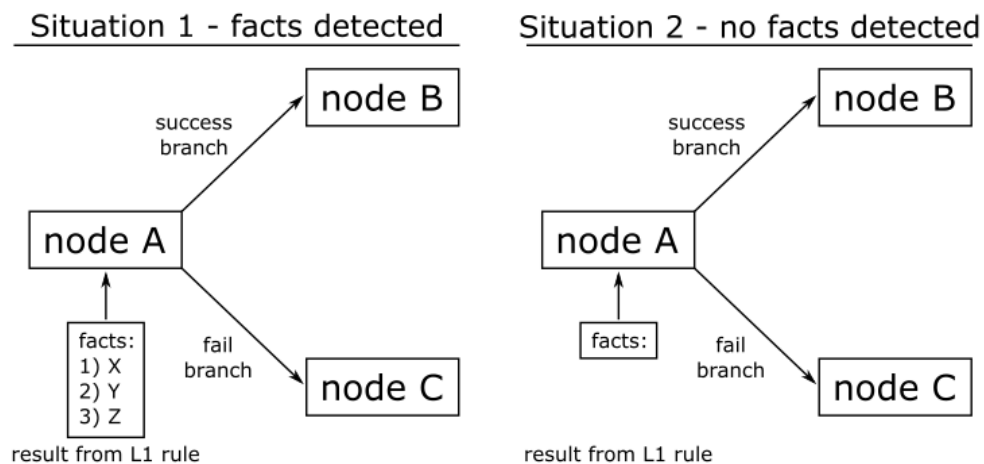 Situation 1 - facts detected
node B
success
branch
node A
facts:
1) X
2) Y
3) Z
fail
branch
node C
result from L1 rule
Situation 2 - no facts detected
node B
success
branch
node A
facts:
fail
branch
node C
result from L1 rule